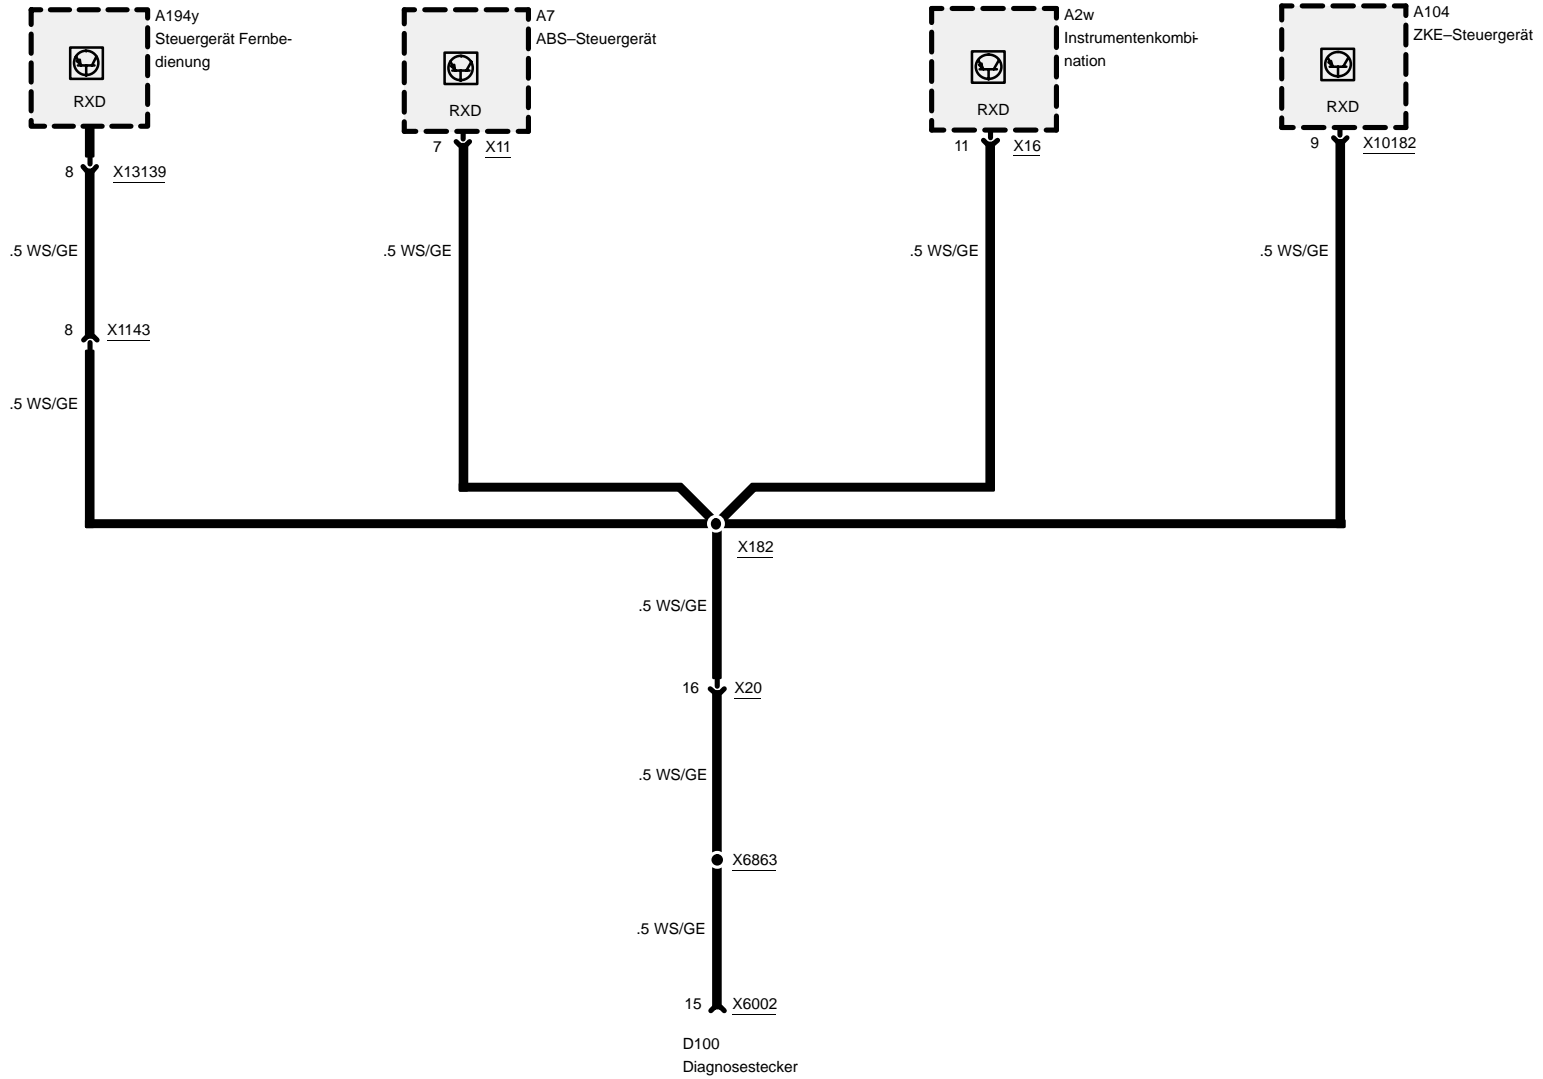 A194y
Steuergerät Fernbe-
dienung
RXD
8 X13139
.5 WS/GE
8 X1143
.5 WS/GE
A7
ABS–Steuergerät
RXD
7 X11
.5 WS/GE
A2w
Instrumentenkombi-
nation
RXD
11 X16
.5 WS/GE
A104
ZKE–Steuergerät
RXD
9 X10182
.5 WS/GE
X182
.5 WS/GE
16 X20
.5 WS/GE
X6863
.5 WS/GE
15 X6002
D100
Diagnosestecker